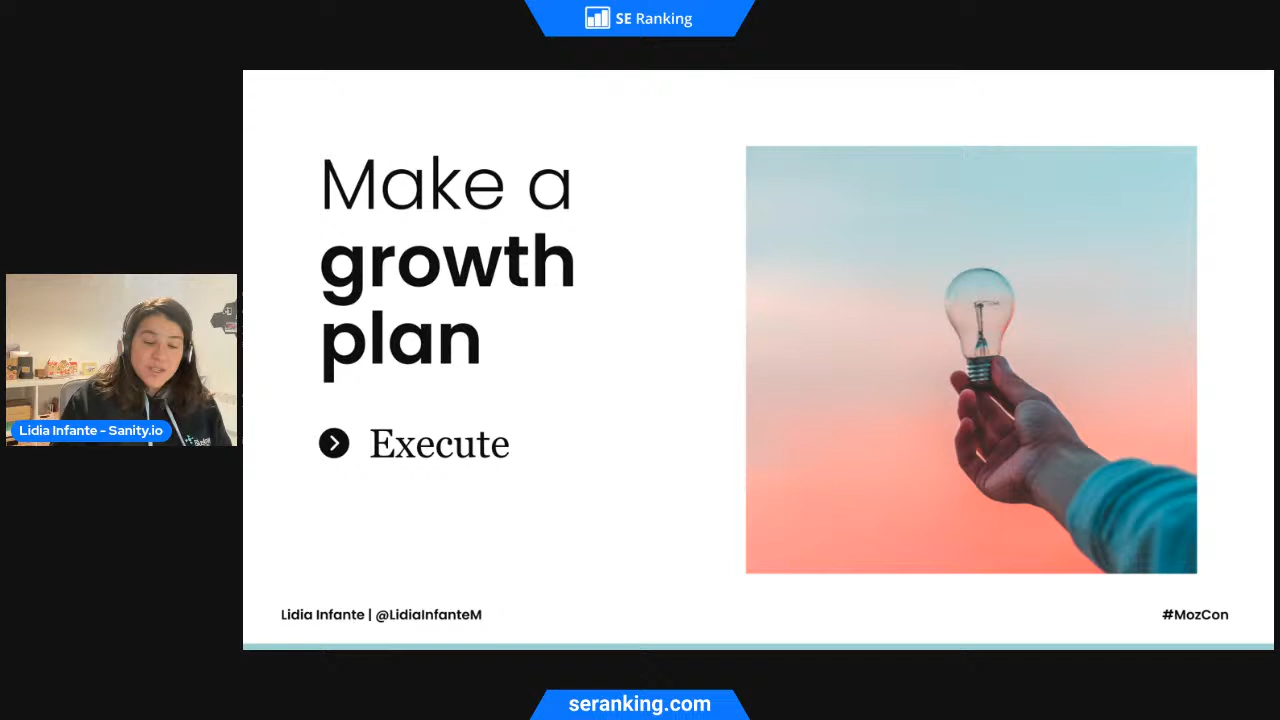 SE Ranking
Make a
growth
plan
Execute
Lidia Infante - Sanity.io
Lidia Infante | @LidiaInfanteM
#MozCon
seranking.com